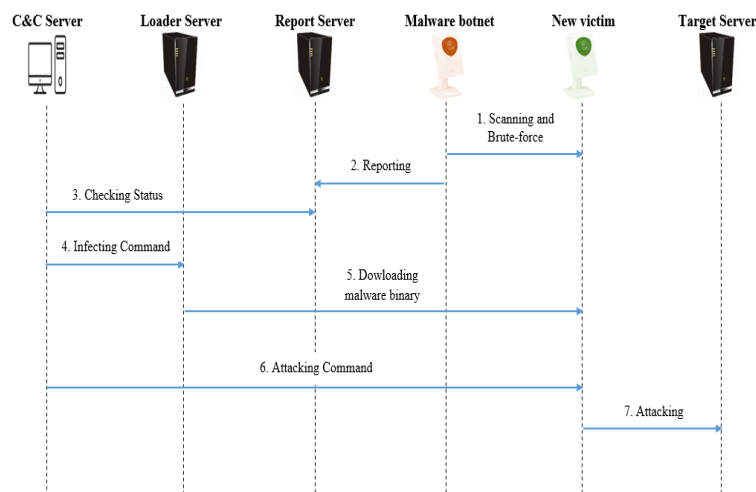 C&C Server
Loader Server
Report Server
Malware botnet
New victim
Target Server
1. Scanning and
Brute-force
2. Reporting
3. Checking Status
4. Infecting Command
5. Dowloading
malware binary
6. Attacking Command
7. Attacking